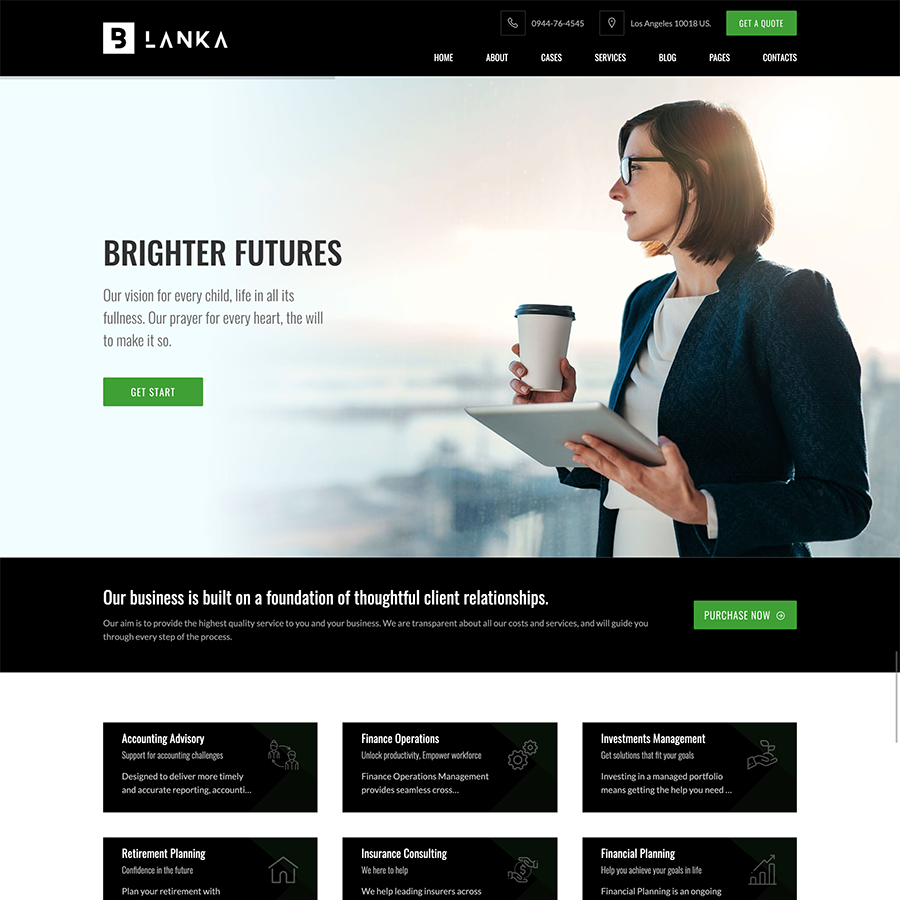 B LANKA
0944-76-4545
Los Angeles 10018 US.
GET A QUOTE
HOME ABOUT CASES SERVICES BLOG PAGES CONTACTS
BRIGHTER FUTURES
Our vision for every child, life in all its
fullness. Our prayer for every heart, the will
to make it so.
GET START
Our business is built on a foundation of thoughtful client relationships.
Our aim is to provide the highest quality service to you and your business. We are transparent about all our costs and services, and will guide you
through every step of the process.
PURCHASE NOW
Accounting Advisory
Support for accounting challenges
Designed to deliver more timely
and accurate reporting, accounti...
Finance Operations
Unlock productivity, Empower workforce
Finance Operations Management
provides seamless cross...
Investments Management
Get solutions that fit your goals
Investing in a managed portfolio
means getting the help you need ...
Retirement Planning
Confidence in the future
Plan your retirement with
Insurance Consulting
We here to help
We help leading insurers across
Financial Planning
Help you achieve your goals in life
Financial Planning is an ongoing